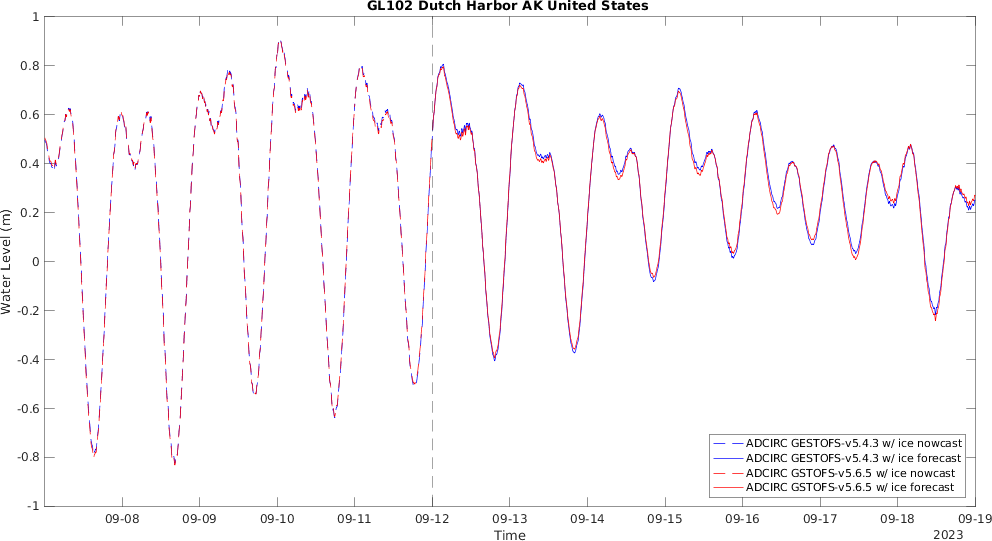 GL102 Dutch Harbor AK United States
1
0.8
0.6
0.4
0.2
0
-0.2
-0.4
-0.6
-0.8
-1
Water Level (m)
ADCIRC GESTOFS-v5.4.3 w/ ice nowcast
ADCIRC GESTOFS-v5.4.3 w/ ice forecast
ADCIRC GSTOFS-v5.6.5 w/ ice nowcast
ADCIRC GSTOFS-v5.6.5 w/ ice forecast
09-08 09-09 09-10 09-11 09-12 09-13 09-14 09-15 09-16 09-17 09-18 09-19
Time
2023